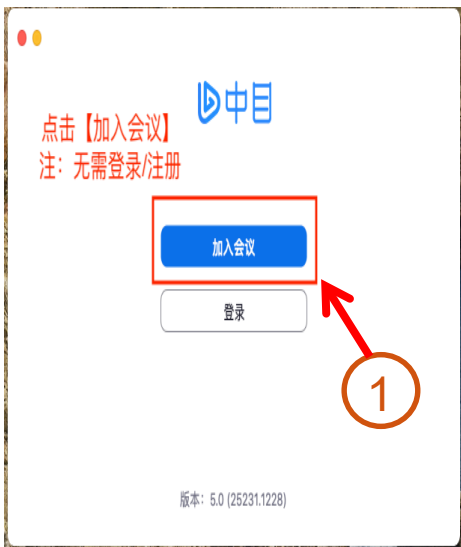 中目
点击【加入会议】
注：无需登录/注册
加入会议
登录
1
版本：5.0 (25231.1228)